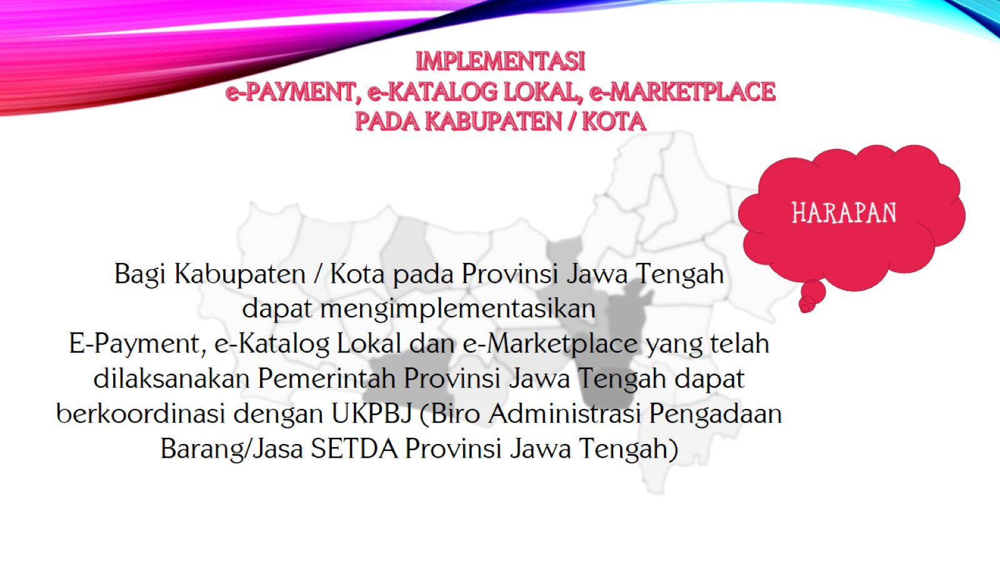 IMPLEMENTASI
e-PAYMENT, e-KATALOG LOKAL, e-MARKETPLACE
PADA KABUPATEN / KOTA
HARAPAN
Bagi Kabupaten / Kota pada Provinsi Jawa Tengah
dapat mengimplementasikan
E-Payment, e-Katalog Lokal dan e-Marketplace yang telah
dilaksanakan Pemerintah Provinsi Jawa Tengah dapat
berkoordinasi dengan UKPBJ (Biro Administrasi Pengadaan
Barang/Jasa SETDA Provinsi Jawa Tengah)